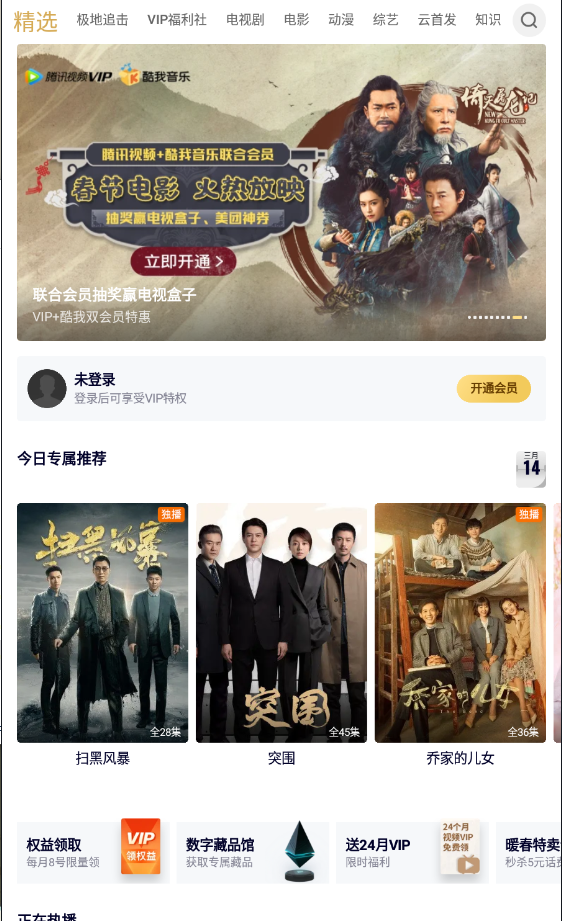 精选 极地追击 VIP福利社 电视剧 电影 动漫 综艺 云首发 知识
腾讯视频VIP 酷我音乐
倚天屠龙记
NEW
KUNG FU CULT MASTER
腾讯视频+酷我音乐联合会员
春节电影 火热放映
抽奖赢电视盒子、美团神券
立即开通 >
联合会员抽奖赢电视盒子
VIP+酷我双会员特惠
未登录
登录后可享受VIP特权
开通会员
今日专属推荐
三月
14
独播
扫黑风暴
全28集
突围
全45集
独播
乔家的儿女
全36集
扫黑风暴 突围 乔家的儿女
权益领取
每月8号限量领
VIP
领权益
数字藏品馆
获取专属藏品
送24月VIP
限时福利
24个月
视频VIP
免费领
暖春特卖
秒杀5元话
正在热播